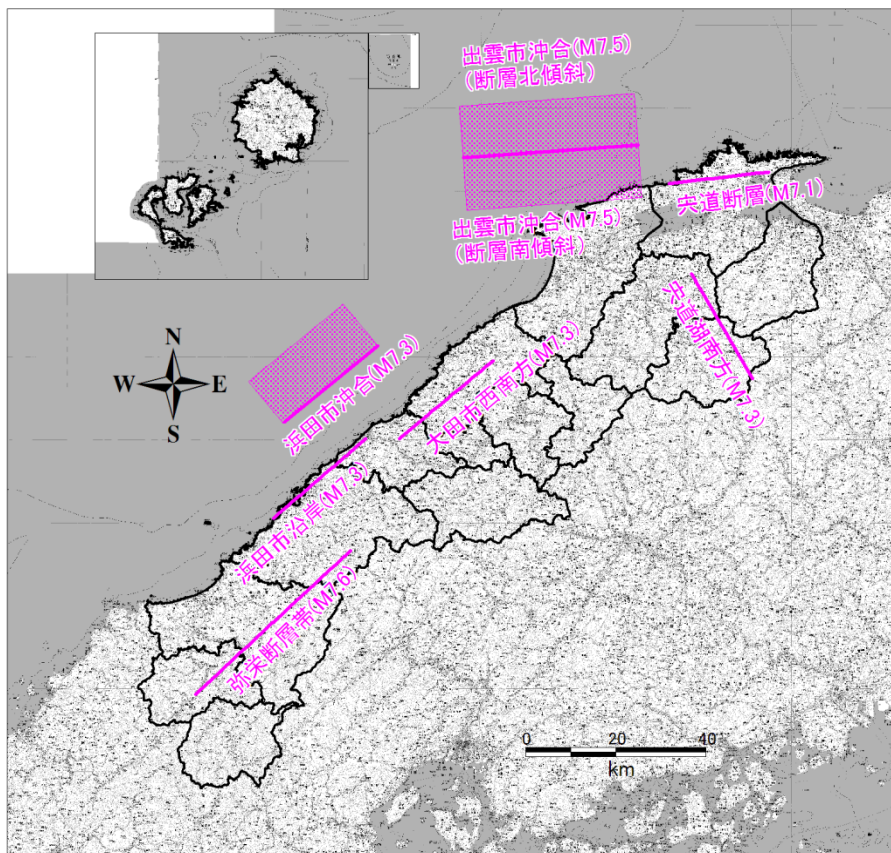 出雲市沖合(M7.5)
(断層北傾斜)
出雲市沖合(M7.5)
(断層南傾斜)
宍道断層(M7.1)
宍道湖南方(M7.3)
大田市西南方(M7.3)
浜田市沖合(M7.3)
浜田市沿岸(M7.3)
弥栄断層帯(M7.6)
N
W E
S
0 20 40
km